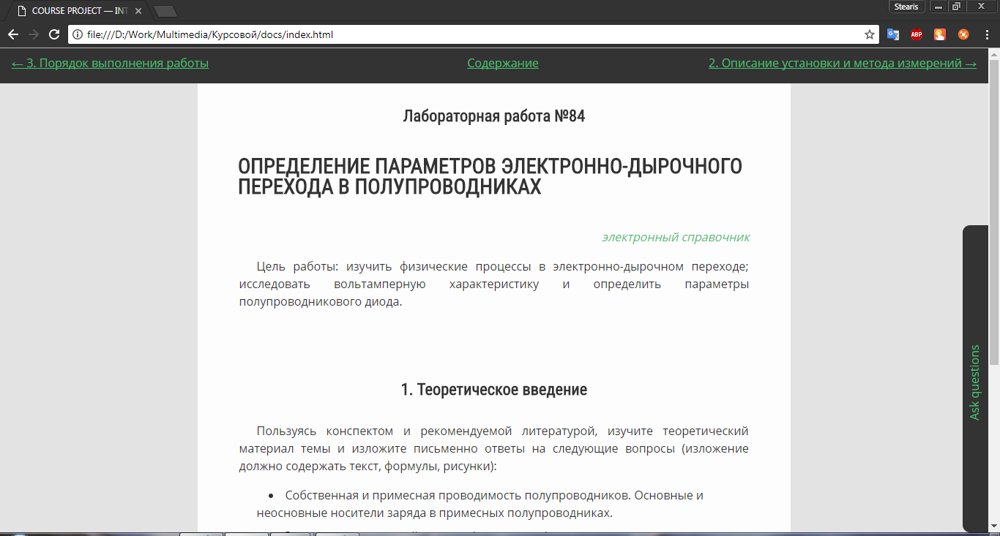 COURSE PROJECT — INT
Stearis
file:///D:/Work/Multimedia/Курсовой/docs/index.html
ABP
← 3. Порядок выполнения работы
Содержание
2. Описание установки и метода измерений →
Лабораторная работа №84
ОПРЕДЕЛЕНИЕ ПАРАМЕТРОВ ЭЛЕКТРОННО-ДЫРОЧНОГО
ПЕРЕХОДА В ПОЛУПРОВОДНИКАХ
электронный справочник
Цель работы: изучить физические процессы в электронно-дырочном переходе;
исследовать вольтамперную характеристику и определить параметры
полупроводникового диода.
1. Теоретическое введение
Пользуясь конспектом и рекомендуемой литературой, изучите теоретический
материал темы и изложите письменно ответы на следующие вопросы (изложение
должно содержать текст, формулы, рисунки):
• Собственная и примесная проводимость полупроводников. Основные и
неосновные носители заряда в примесных полупроводниках.
Ask questions